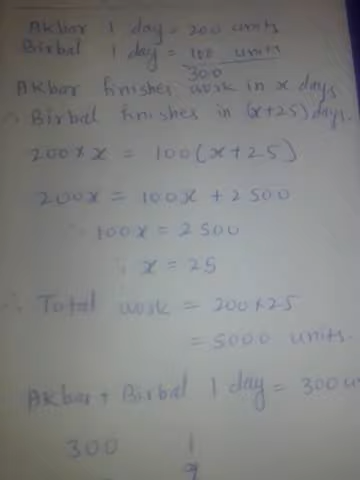 Akbar 1 day = 200 units
Birbal 1 day = 100 units
300
Akbar finishes work in x days
∴ Birbal finishes in (x+25) days.
200 × x = 100(x+25)
200x = 100x + 2500
∴ 100x = 2500
∴ x = 25
∴ Total work = 200×25
= 5000 units.
Akbar + Birbal 1 day = 300 u
300 1